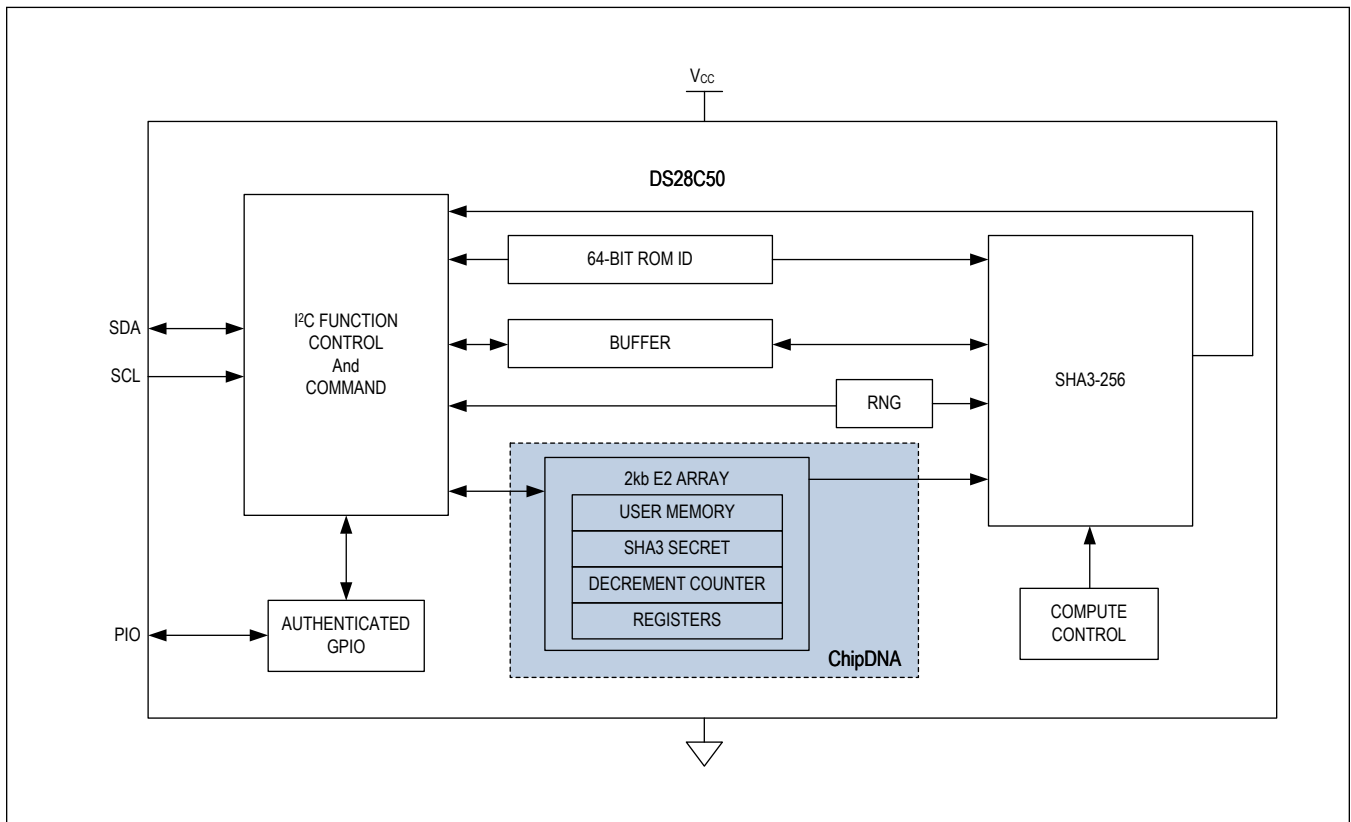 VCC
DS28C50
64-BIT ROM ID
I²C FUNCTION
CONTROL
And
COMMAND
SDA
SCL
BUFFER
SHA3-256
RNG
2kb E2 ARRAY
USER MEMORY
SHA3 SECRET
DECREMENT COUNTER
REGISTERS
ChipDNA
PIO
AUTHENTICATED
GPIO
COMPUTE
CONTROL